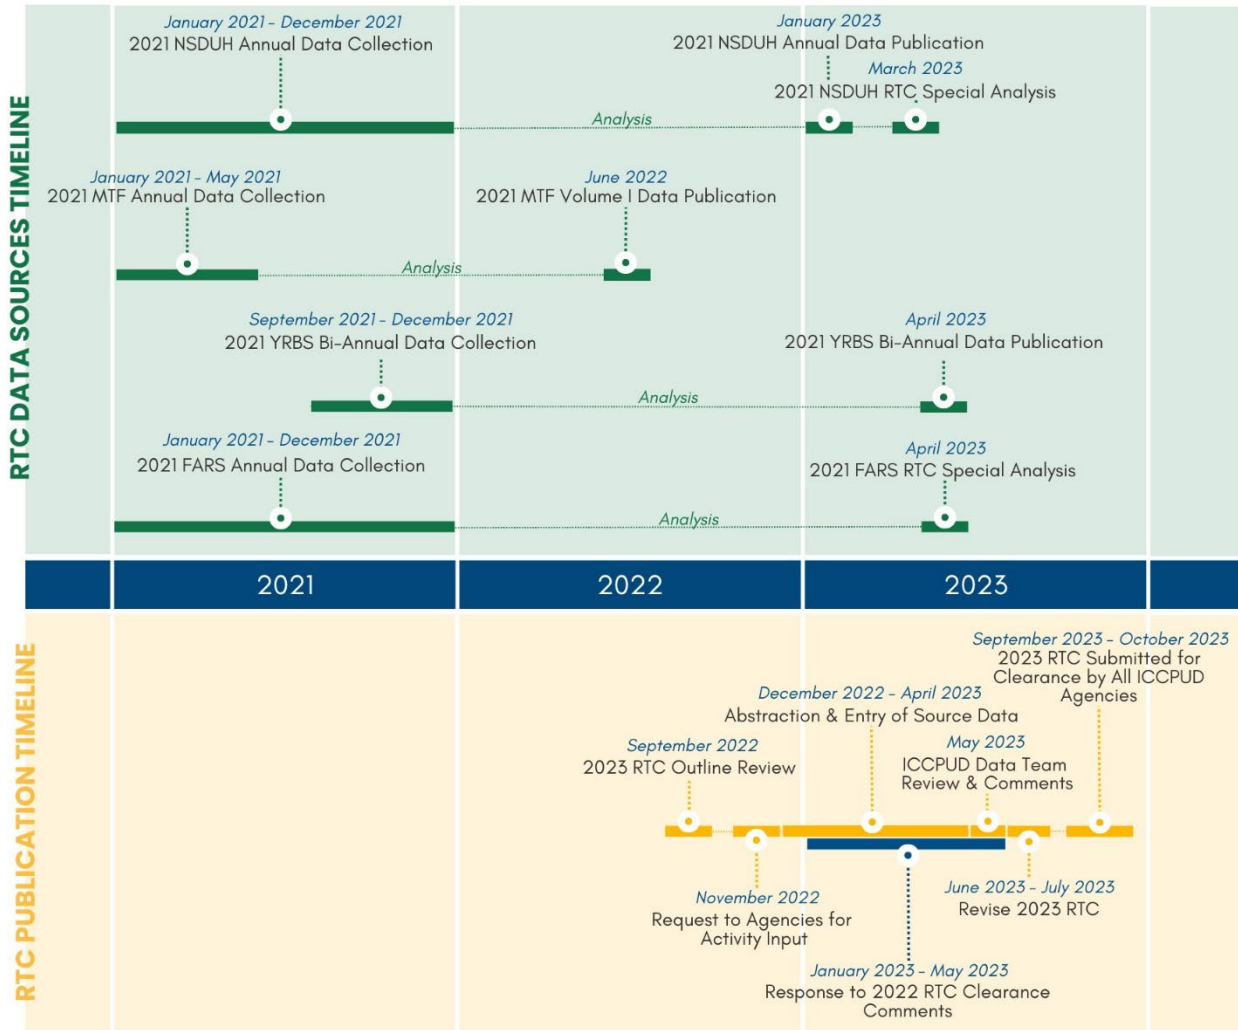 RTC DATA SOURCES TIMELINE
January 2021 - December 2021
2021 NSDUH Annual Data Collection
January 2023
2021 NSDUH Annual Data Publication
March 2023
2021 NSDUH RTC Special Analysis
Analysis
January 2021 - May 2021
2021 MTF Annual Data Collection
June 2022
2021 MTF Volume I Data Publication
Analysis
September 2021 - December 2021
2021 YRBS Bi-Annual Data Collection
April 2023
2021 YRBS Bi-Annual Data Publication
Analysis
January 2021 - December 2021
2021 FARS Annual Data Collection
April 2023
2021 FARS RTC Special Analysis
Analysis
2021
2022
2023
RTC PUBLICATION TIMELINE
September 2023 - October 2023
2023 RTC Submitted for
Clearance by All ICCPUD
Agencies
December 2022 - April 2023
Abstraction & Entry of Source Data
September 2022
2023 RTC Outline Review
May 2023
ICCPUD Data Team
Review & Comments
November 2022
Request to Agencies for
Activity Input
June 2023 - July 2023
Revise 2023 RTC
January 2023 - May 2023
Response to 2022 RTC Clearance
Comments